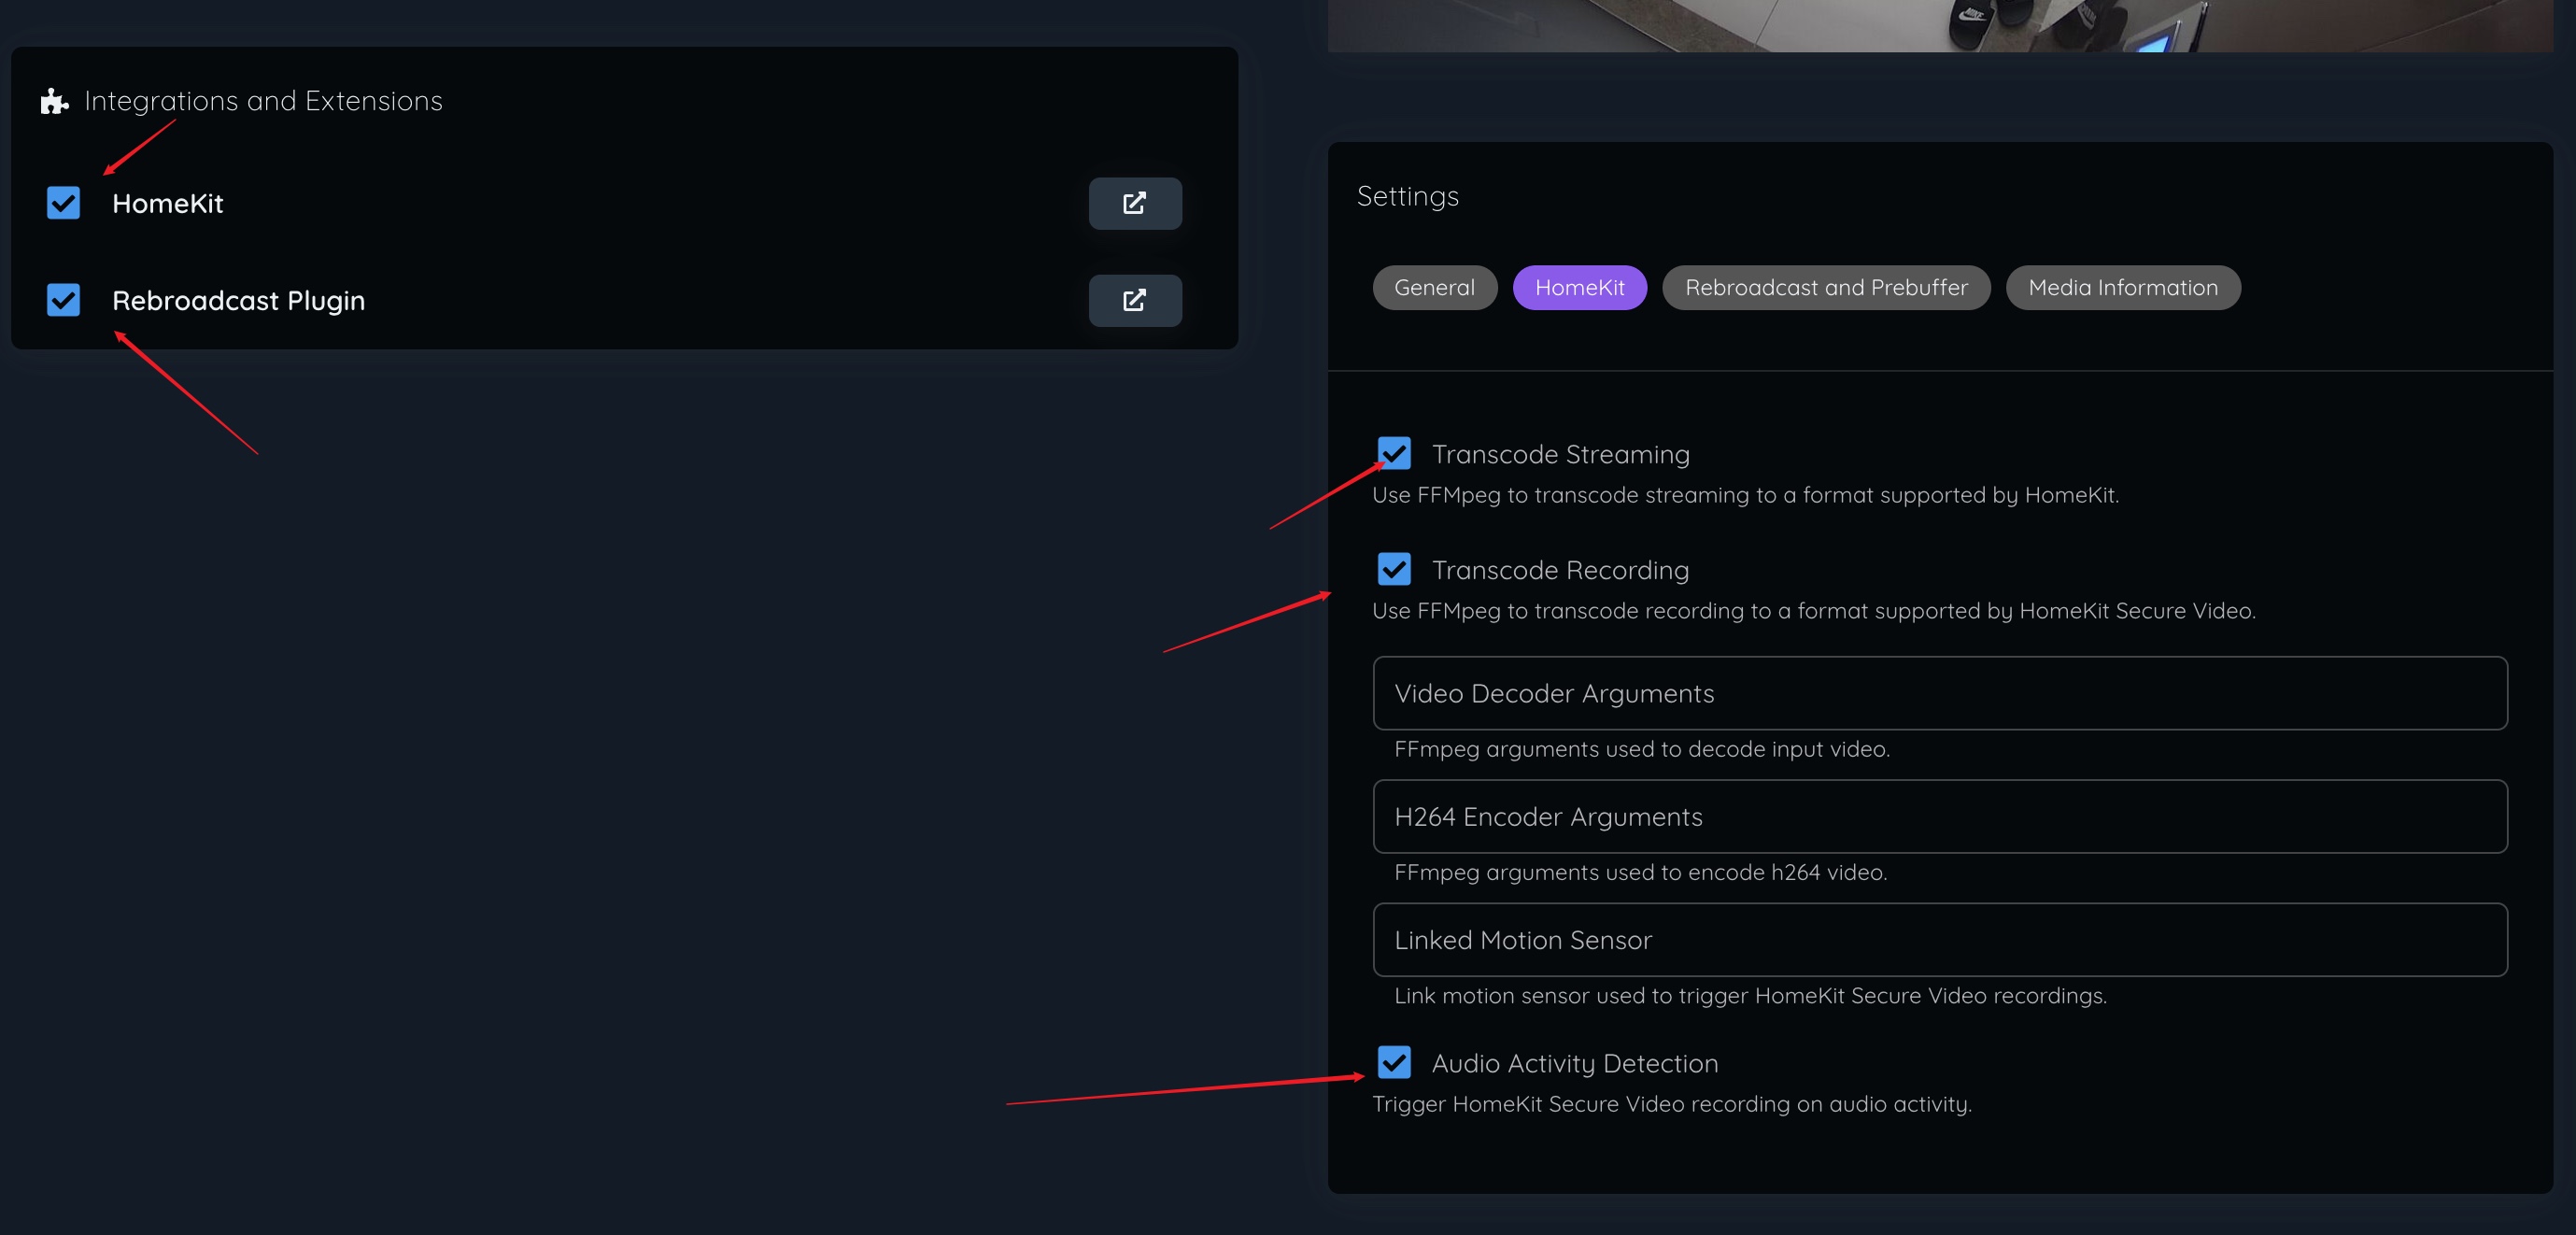 Integrations and Extensions
HomeKit
Rebroadcast Plugin
NIKE
Settings
General
HomeKit
Rebroadcast and Prebuffer
Media Information
Transcode Streaming
Use FFMpeg to transcode streaming to a format supported by HomeKit.
Transcode Recording
Use FFMpeg to transcode recording to a format supported by HomeKit Secure Video.
Video Decoder Arguments
FFmpeg arguments used to decode input video.
H264 Encoder Arguments
FFmpeg arguments used to encode h264 video.
Linked Motion Sensor
Link motion sensor used to trigger HomeKit Secure Video recordings.
Audio Activity Detection
Trigger HomeKit Secure Video recording on audio activity.